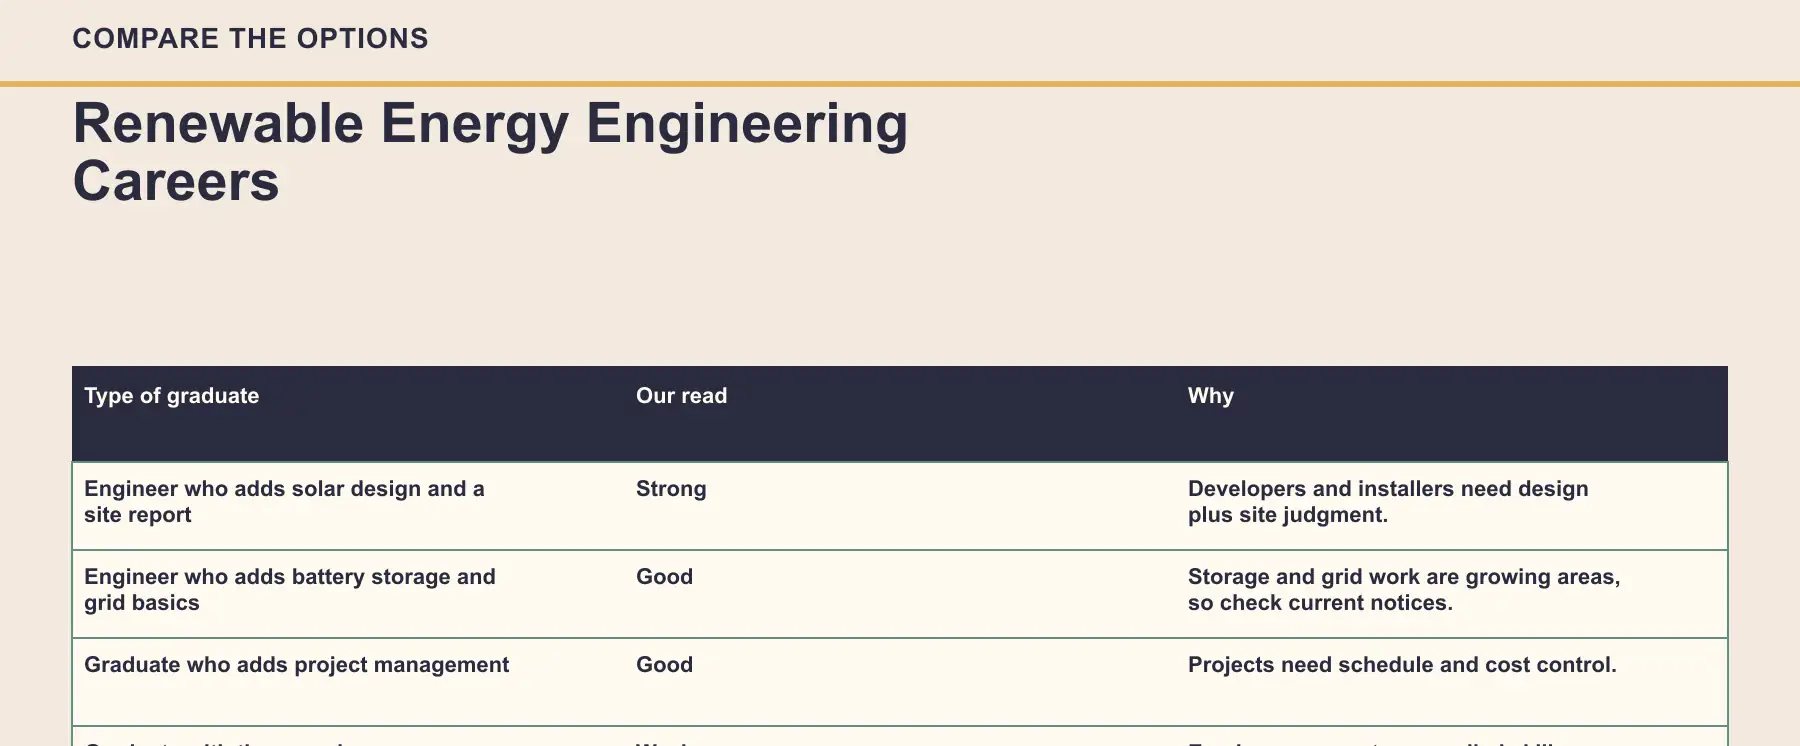 COMPARE THE OPTIONS
Renewable Energy Engineering
Careers
Type of graduate
Our read
Why
Engineer who adds solar design and a
site report
Strong
Developers and installers need design
plus site judgment.
Engineer who adds battery storage and
grid basics
Good
Storage and grid work are growing areas,
so check current notices.
Graduate who adds project management
Good
Projects need schedule and cost control.